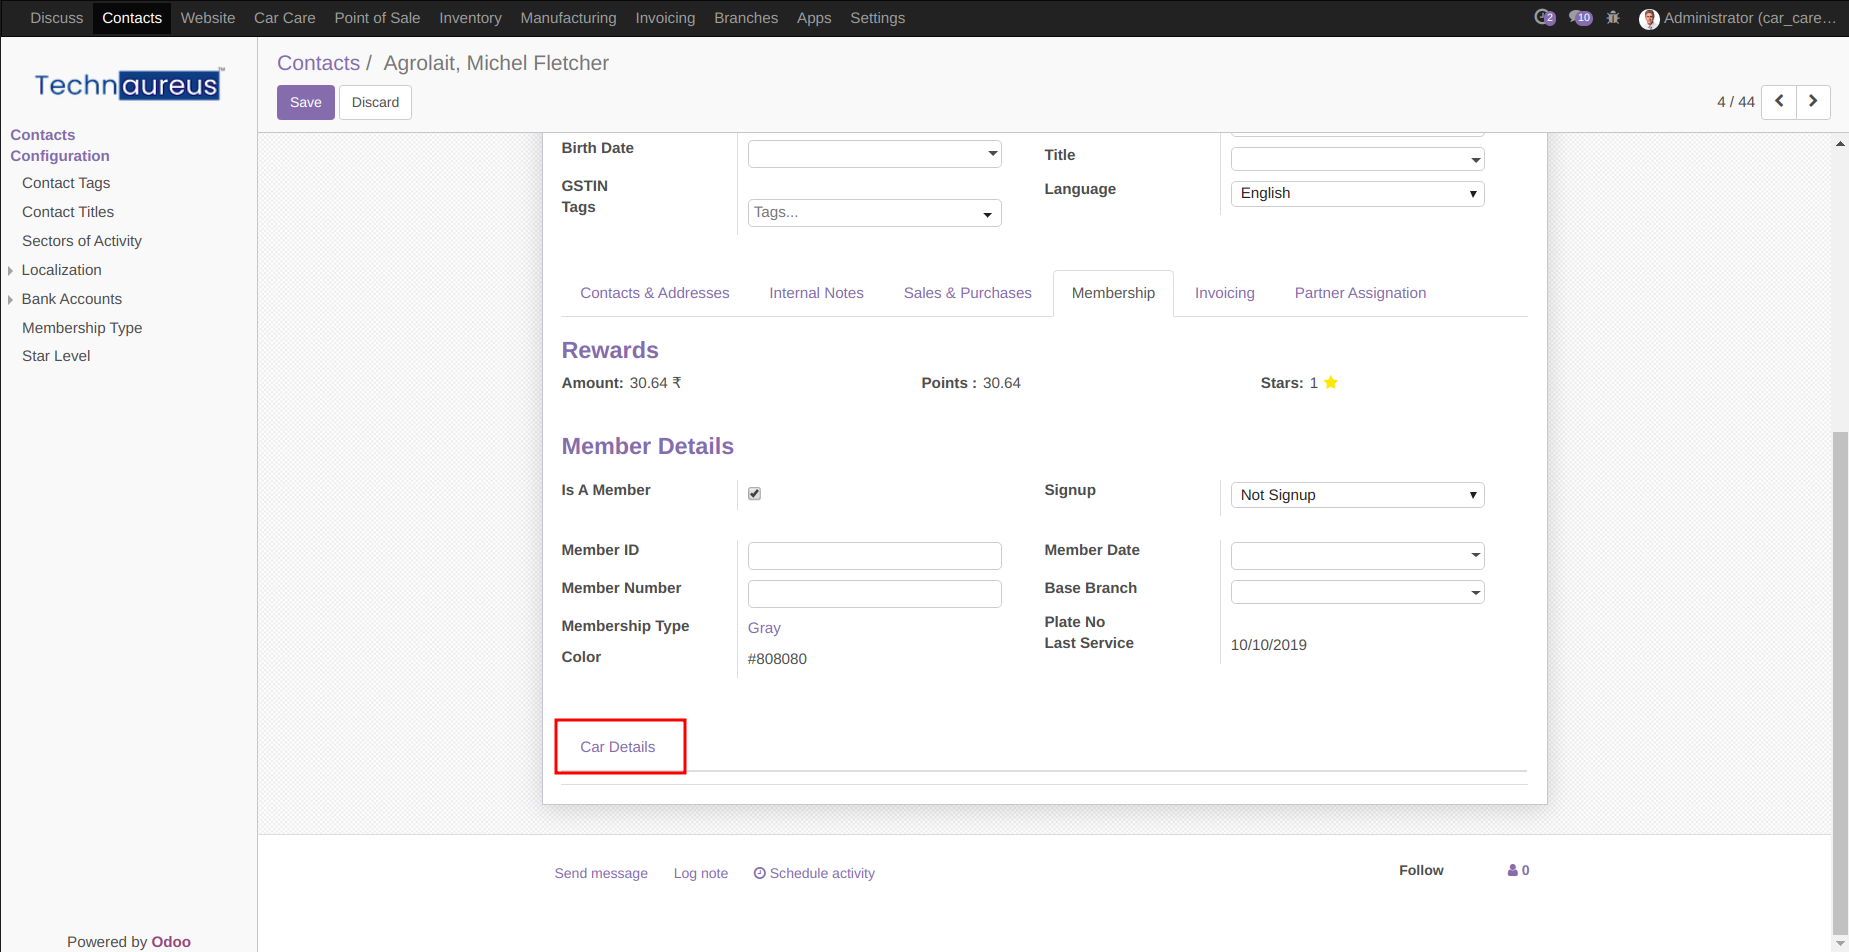 Discuss Contacts Website Car Care Point of Sale Inventory Manufacturing Invoicing Branches Apps Settings 2 10 Administrator (car_care...
Technaureus™
Contacts
Configuration
Contact Tags
Contact Titles
Sectors of Activity
Localization
Bank Accounts
Membership Type
Star Level
Powered by Odoo
Contacts / Agrolait, Michel Fletcher
Save Discard 4 / 44
Birth Date
Title
GSTIN
Language English
Tags Tags...
Contacts & Addresses Internal Notes Sales & Purchases Membership Invoicing Partner Assignation
Rewards
Amount: 30.64 ₹ Points : 30.64 Stars: 1
Member Details
Is A Member Signup Not Signup
Member ID Member Date
Member Number Base Branch
Membership Type Gray Plate No
Color #808080 Last Service 10/10/2019
Car Details
Send message Log note Schedule activity Follow 0